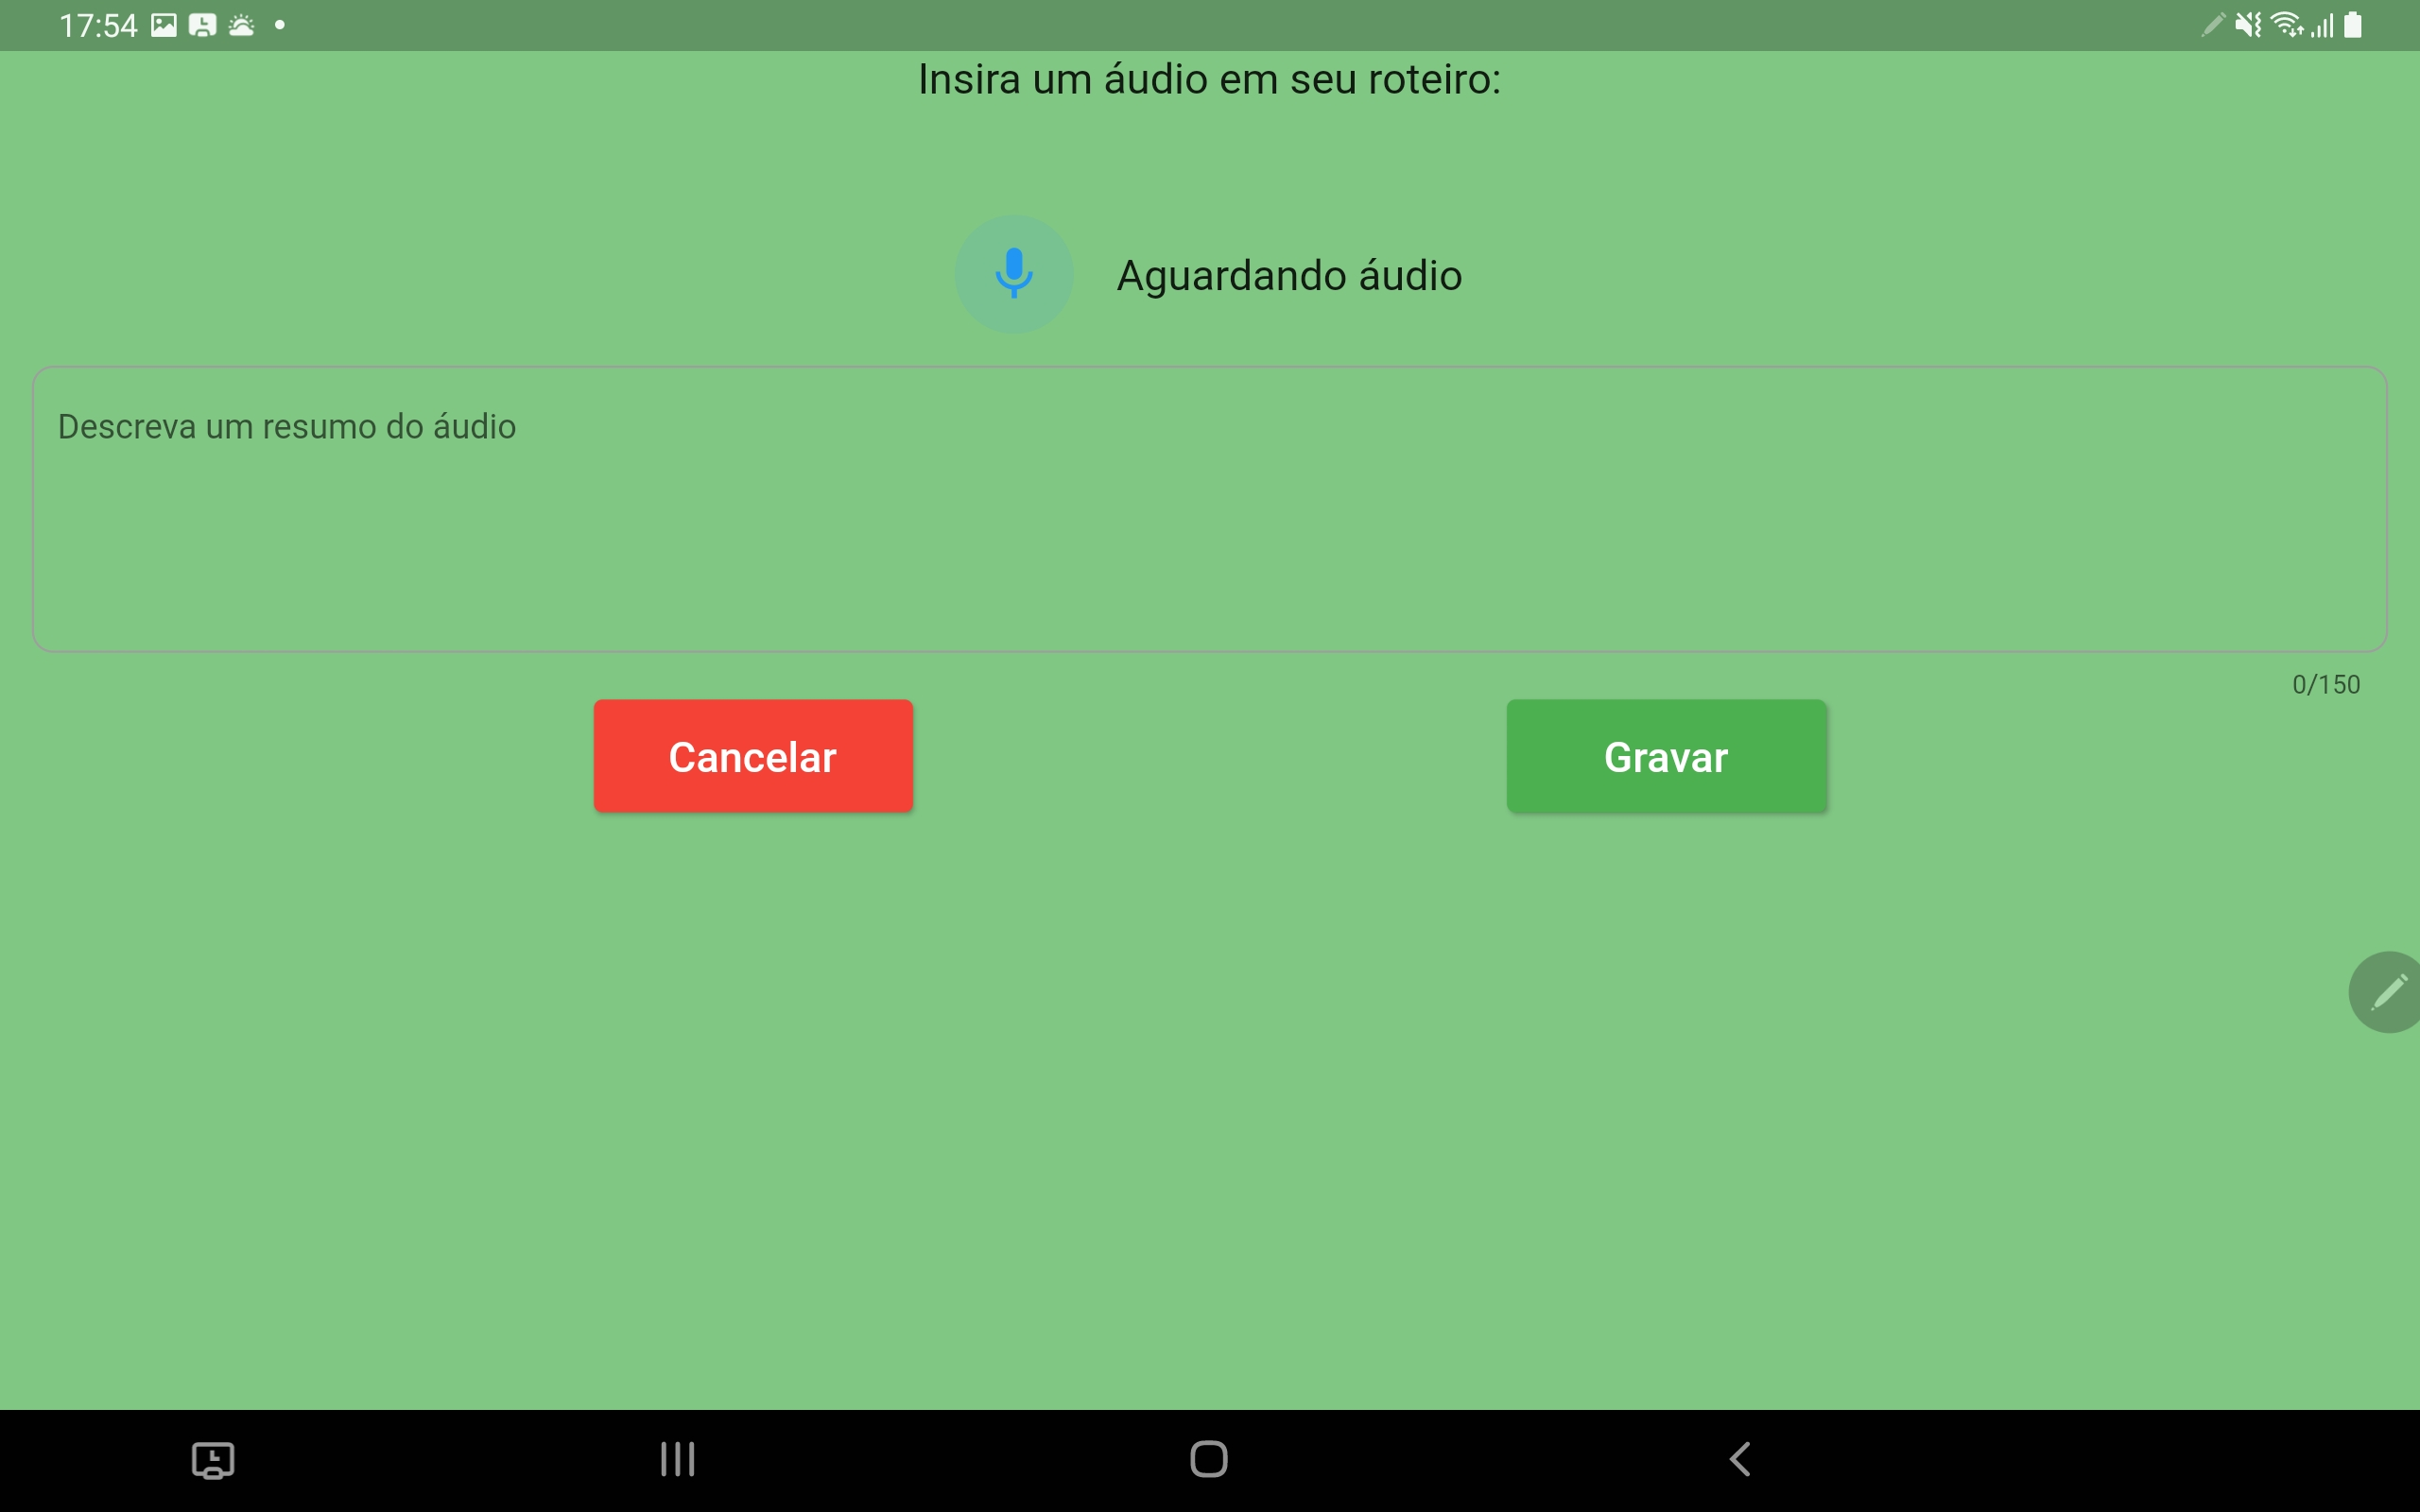 17:54
Insira um áudio em seu roteiro:
Aguardando áudio
Descreva um resumo do áudio
0/150
Cancelar
Gravar